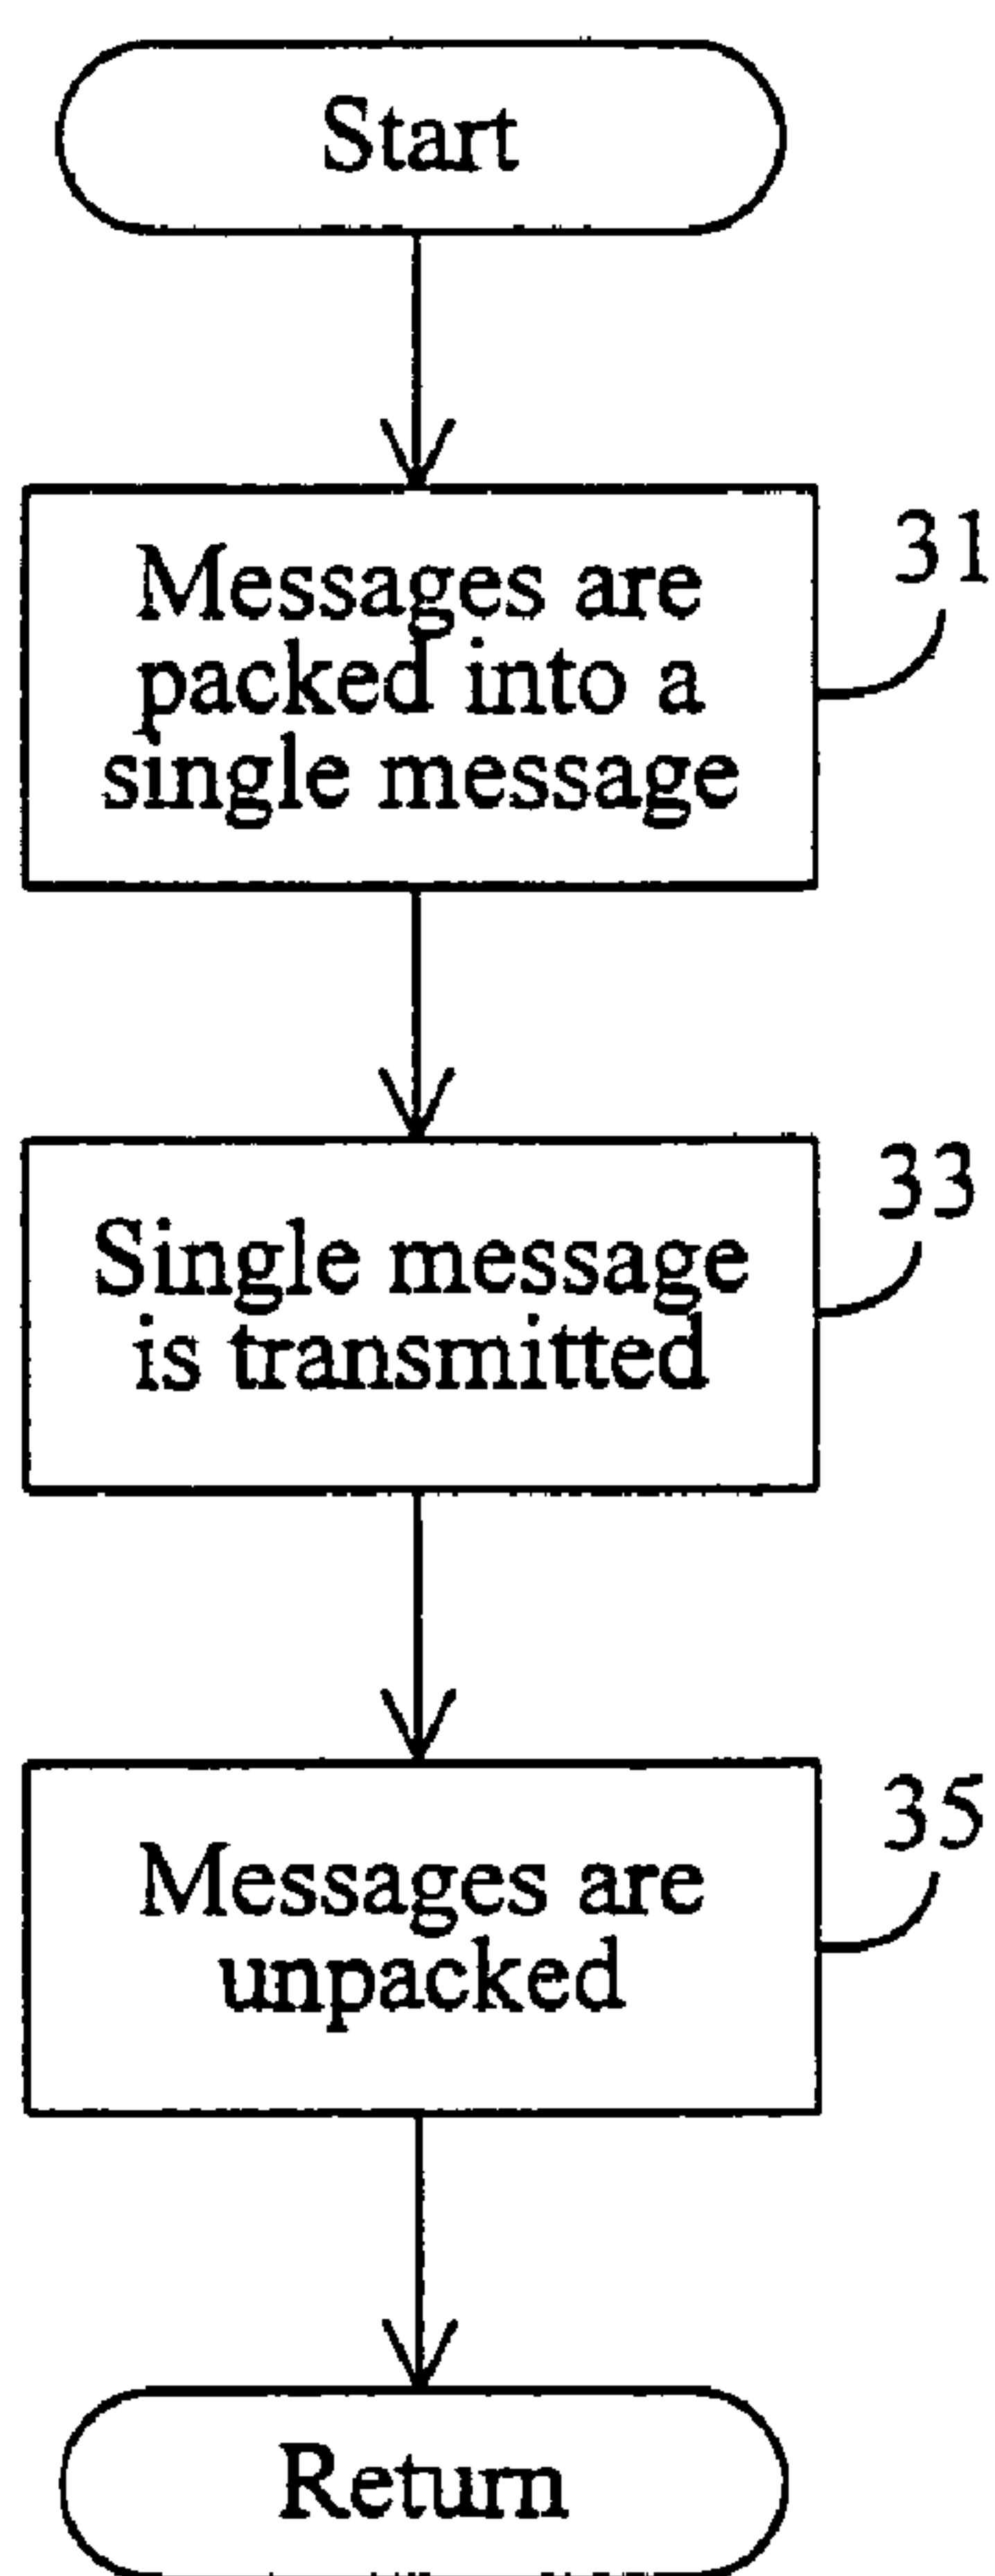 Start
Messages are
packed into a
single message
31
Single message
is transmitted
33
Messages are
unpacked
35
Return